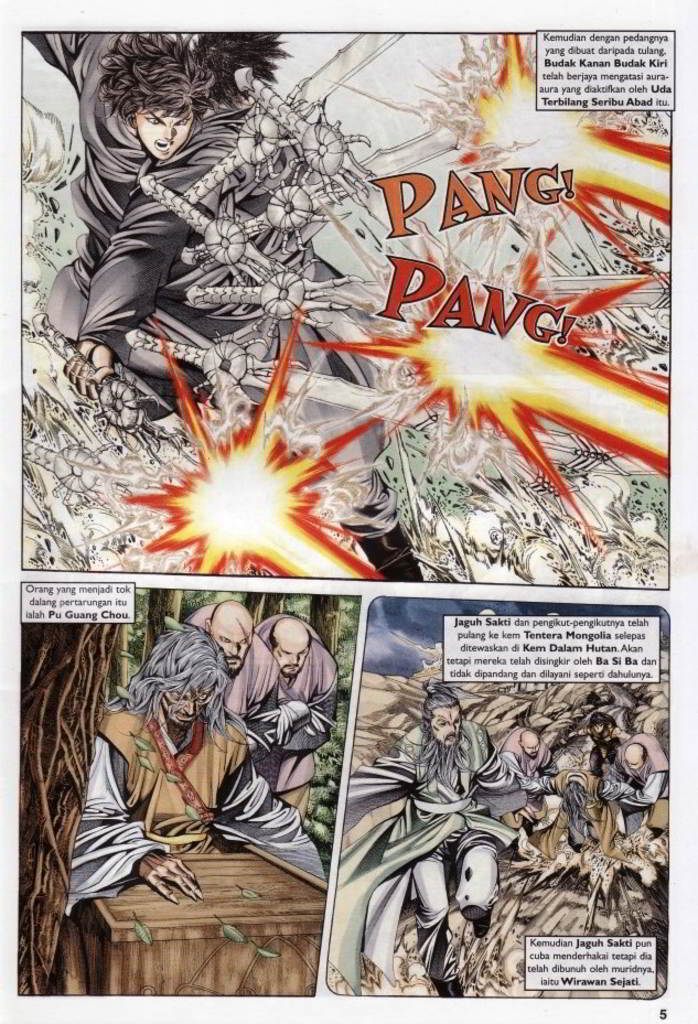 Kemudian dengan pedangnya
yang dibuat daripada tulang,
Budak Kanan Budak Kiri
telah berjaya mengatasi aura-
aura yang diaktifkan oleh Uda
Terbilang Seribu Abad itu.
PANG!
PANG!
Orang yang menjadi tok
dalang pertarungan itu
ialah Pu Guang Chou.
Jaguh Sakti dan pengikut-pengikutnya telah
pulang ke kem Tentera Mongolia selepas
ditewaskan di Kem Dalam Hutan. Akan
tetapi mereka telah disingkir oleh Ba Si Ba dan
tidak dipandang dan dilayani seperti dahulunya.
Kemudian Jaguh Sakti pun
cuba menderhakai tetapi dia
telah dibunuh oleh muridnya,
iaitu Wirawan Sejati.
5